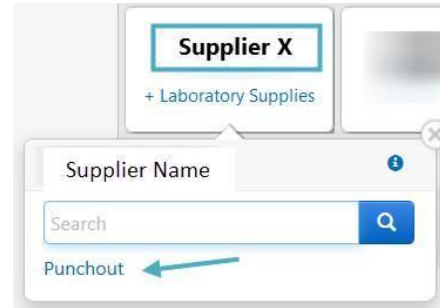 Supplier X
+ Laboratory Supplies
Supplier Name
Search
Punchout